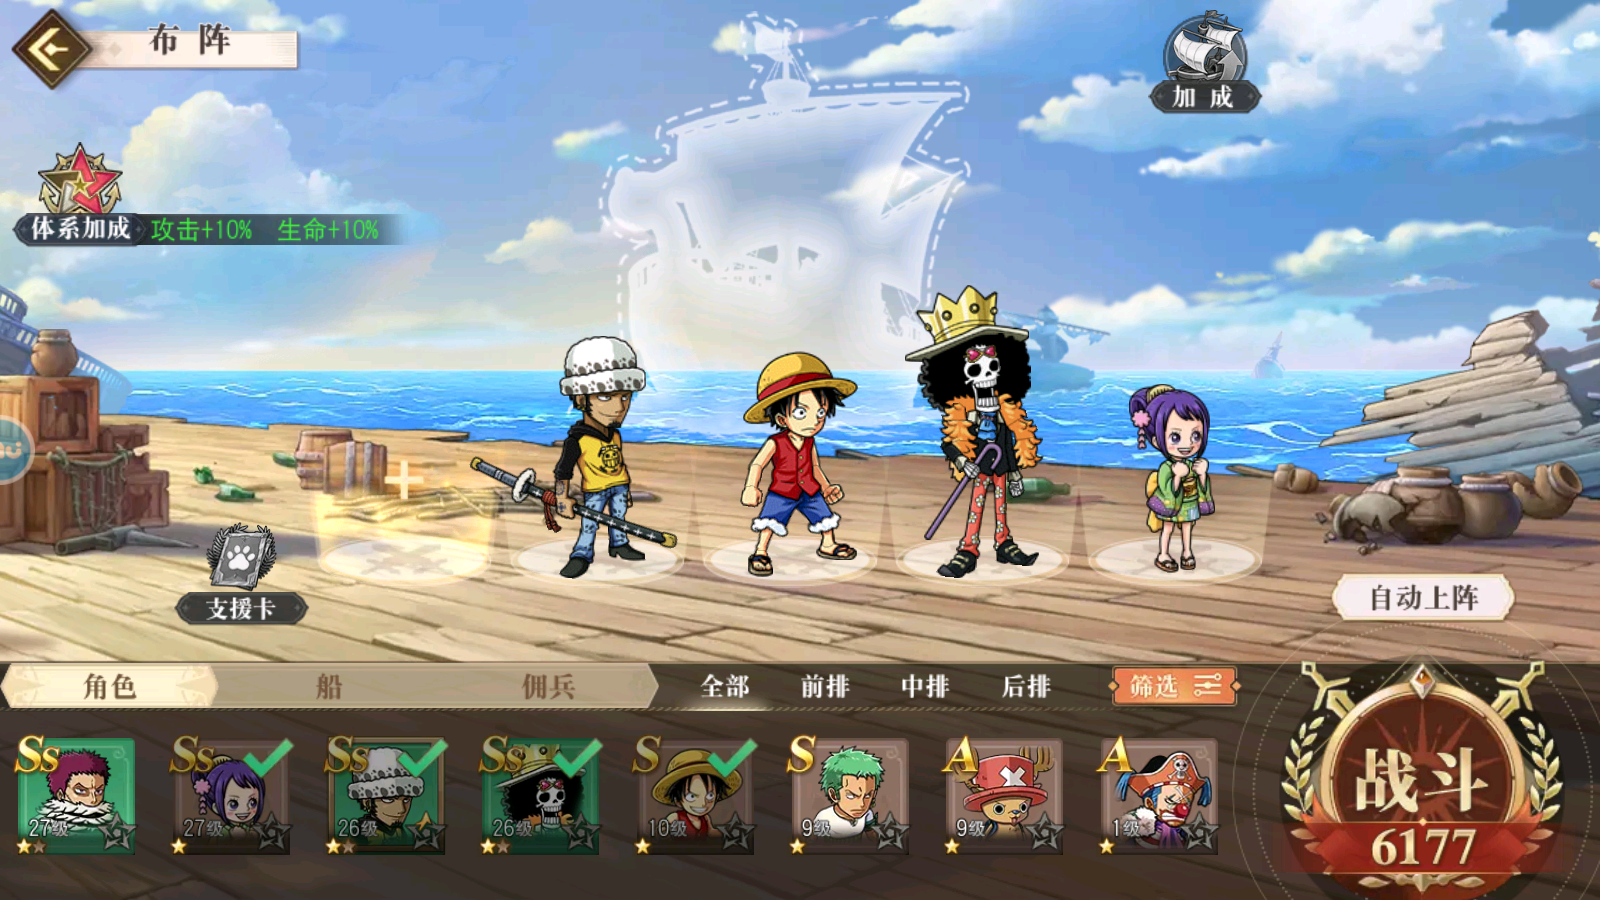 布 阵
加 成
体系加成 攻击+10% 生命+10%
支援卡
自动上阵
角色 船 佣兵 全部 前排 中排 后排 筛选
SS SS SS SS S S A A
27级 27级 26级 26级 10级 9级 9级 1级
战斗
6177